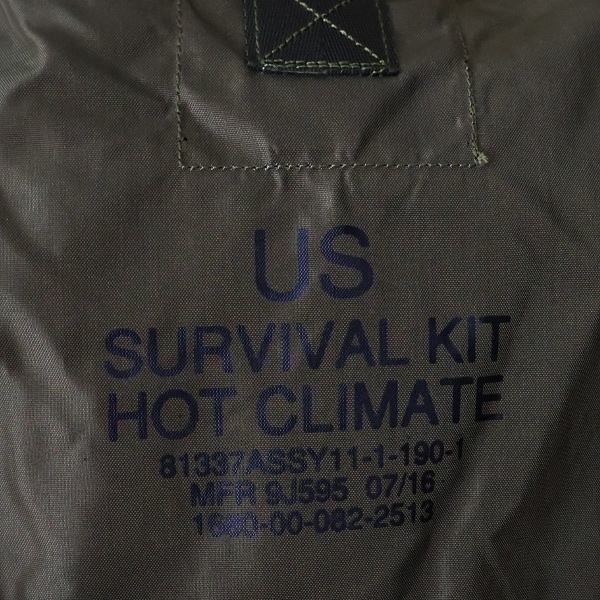 US
SURVIVAL KIT
HOT CLIMATE
81337ASSY11-1-190-1
MFR 9J595 07/16
1680-00-082-2513